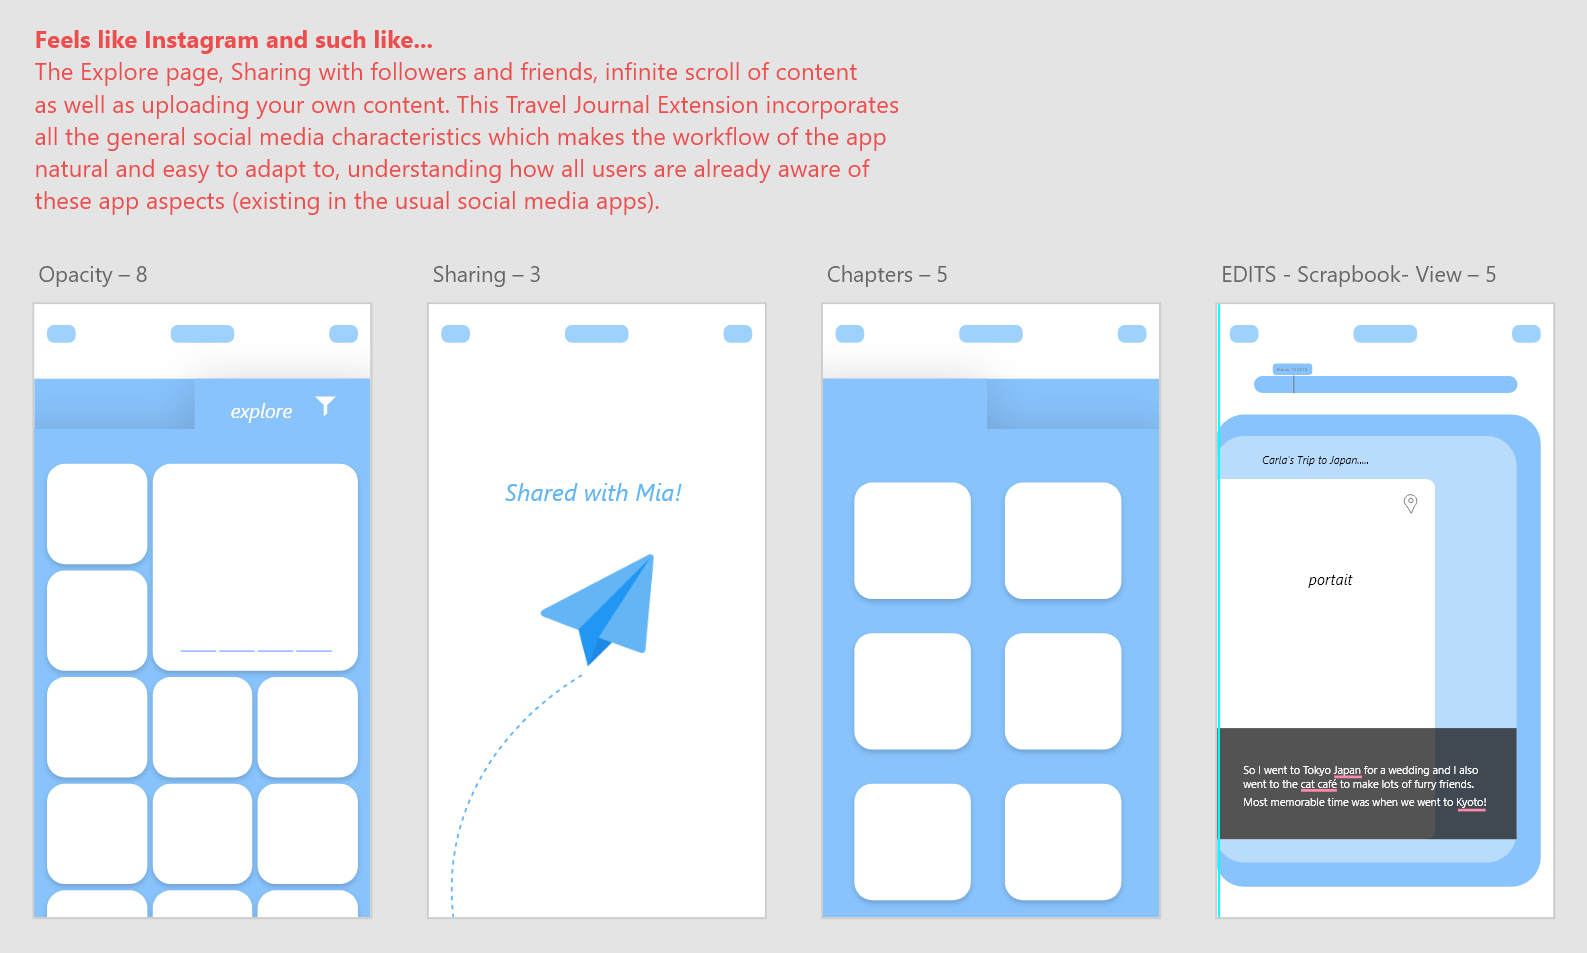 Feels like Instagram and such like...
The Explore page, Sharing with followers and friends, infinite scroll of content
as well as uploading your own content. This Travel Journal Extension incorporates
all the general social media characteristics which makes the workflow of the app
natural and easy to adapt to, understanding how all users are already aware of
these app aspects (existing in the usual social media apps).
Opacity – 8
Sharing – 3
Chapters – 5
EDITS - Scrapbook- View – 5
explore
Shared with Mia!
Carla's Trip to Japan.....
portait
So I went to Tokyo Japan for a wedding and I also
went to the cat café to make lots of furry friends.
Most memorable time was when we went to Kyoto!